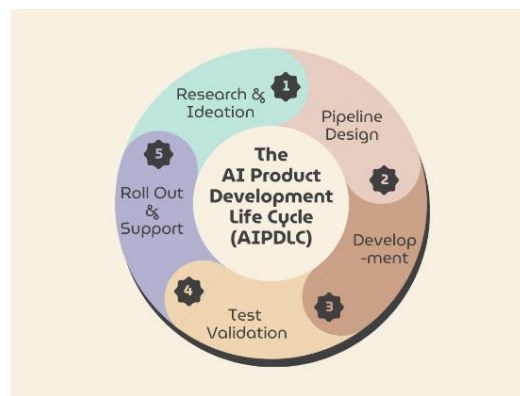 The
AI Product
Development
Life Cycle
(AIPDLC)
1
Research &
Ideation
Pipeline
Design
2
Develop
-ment
3
Test
Validation
4
Roll Out
&
Support
5